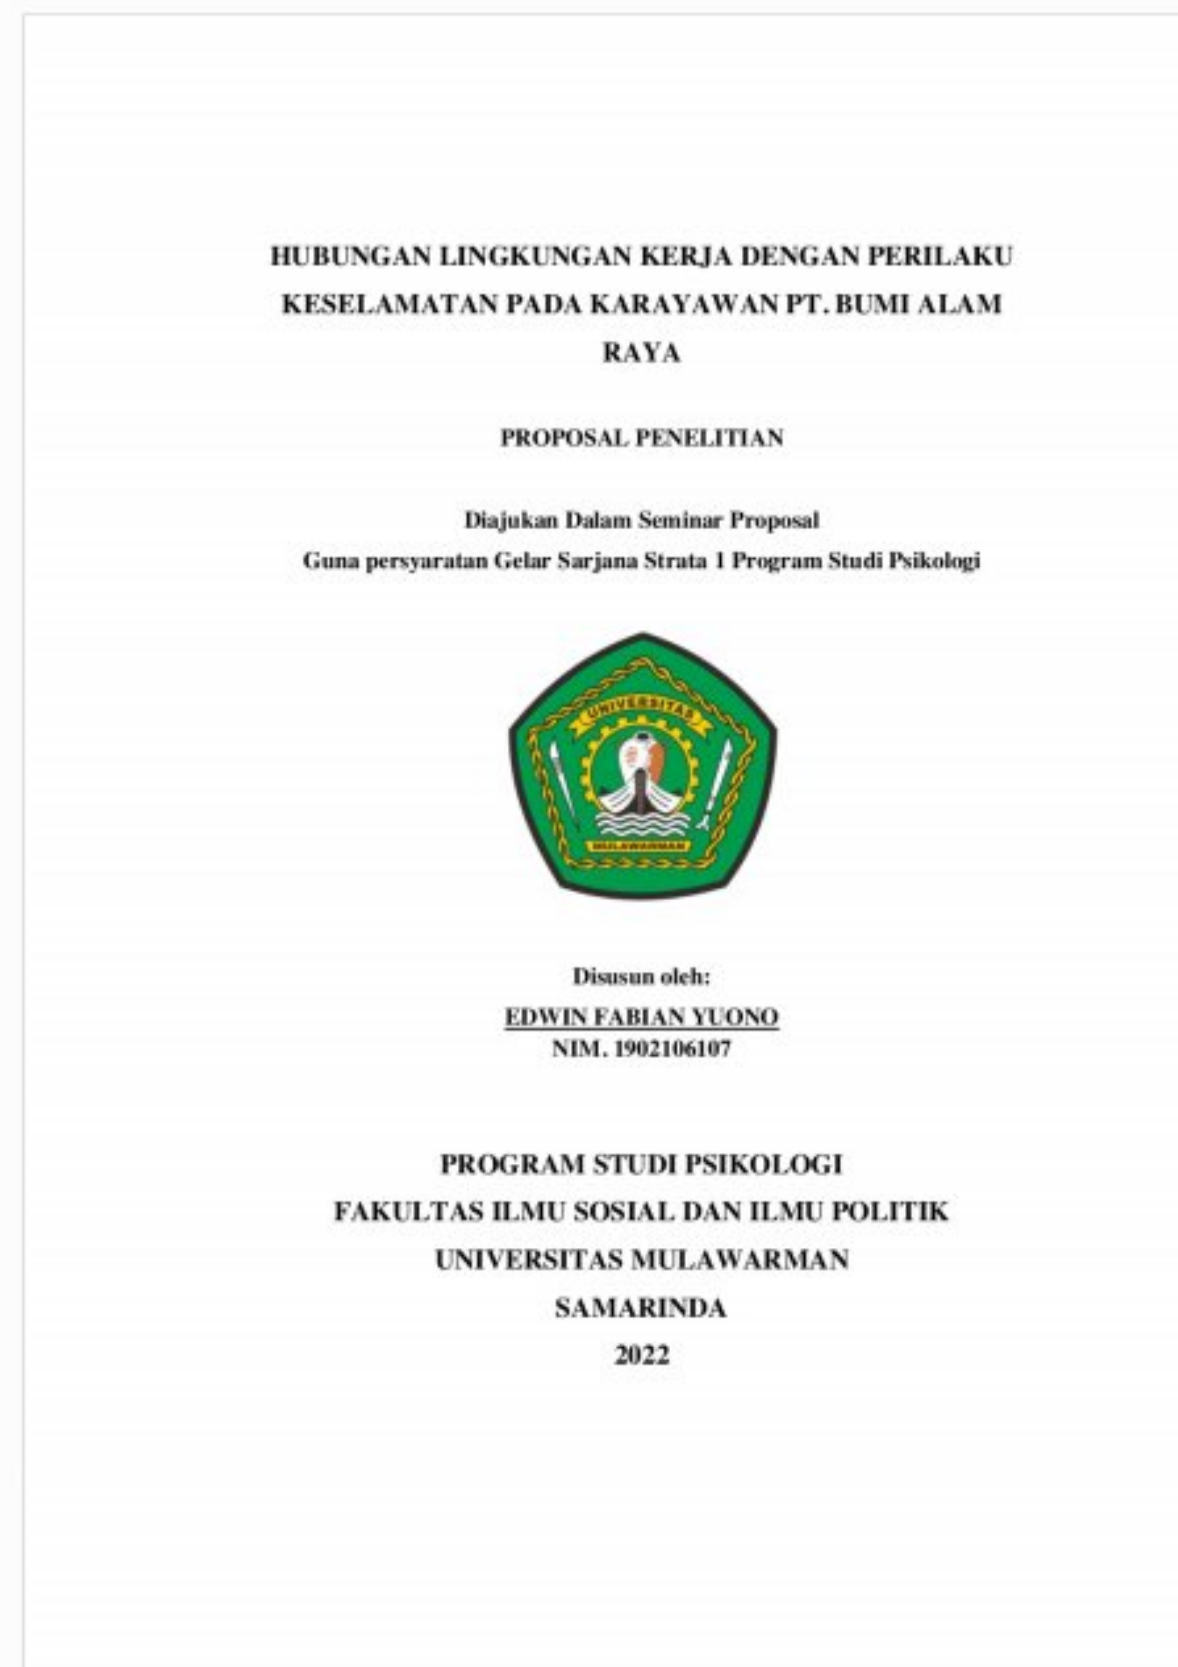 HUBUNGAN LINGKUNGAN KERJA DENGAN PERILAKU
KESELAMATAN PADA KARAYAWAN PT. BUMI ALAM
RAYA
PROPOSAL PENELITIAN
Diajukan Dalam Seminar Proposal
Guna persyaratan Gelar Sarjana Strata 1 Program Studi Psikologi
UNIVERSITAS
MULAWARMAN
Disusun oleh:
EDWIN FABIAN YUONO
NIM. 1902106107
PROGRAM STUDI PSIKOLOGI
FAKULTAS ILMU SOSIAL DAN ILMU POLITIK
UNIVERSITAS MULAWARMAN
SAMARINDA
2022